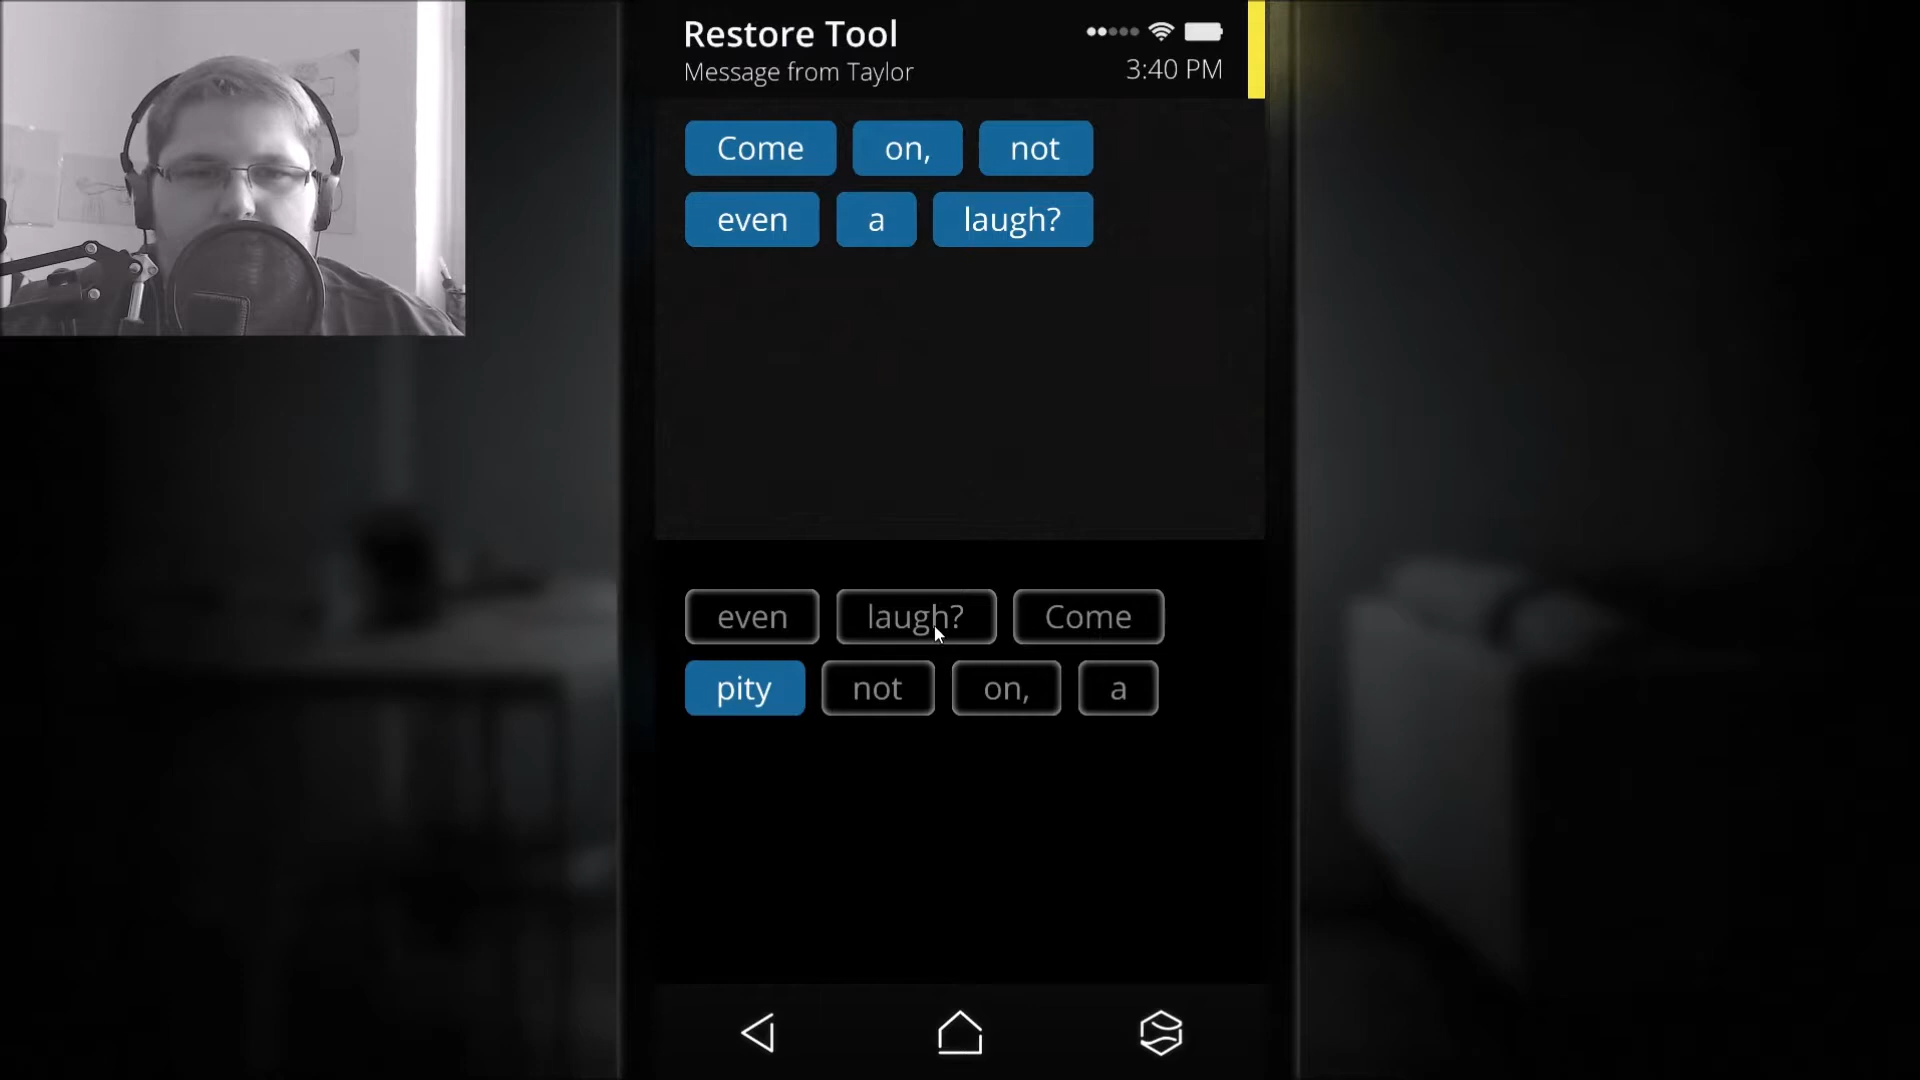 Restore Tool
Message from Taylor
3:40 PM
Come on, not
even a laugh?
even laugh? Come
pity not on, a